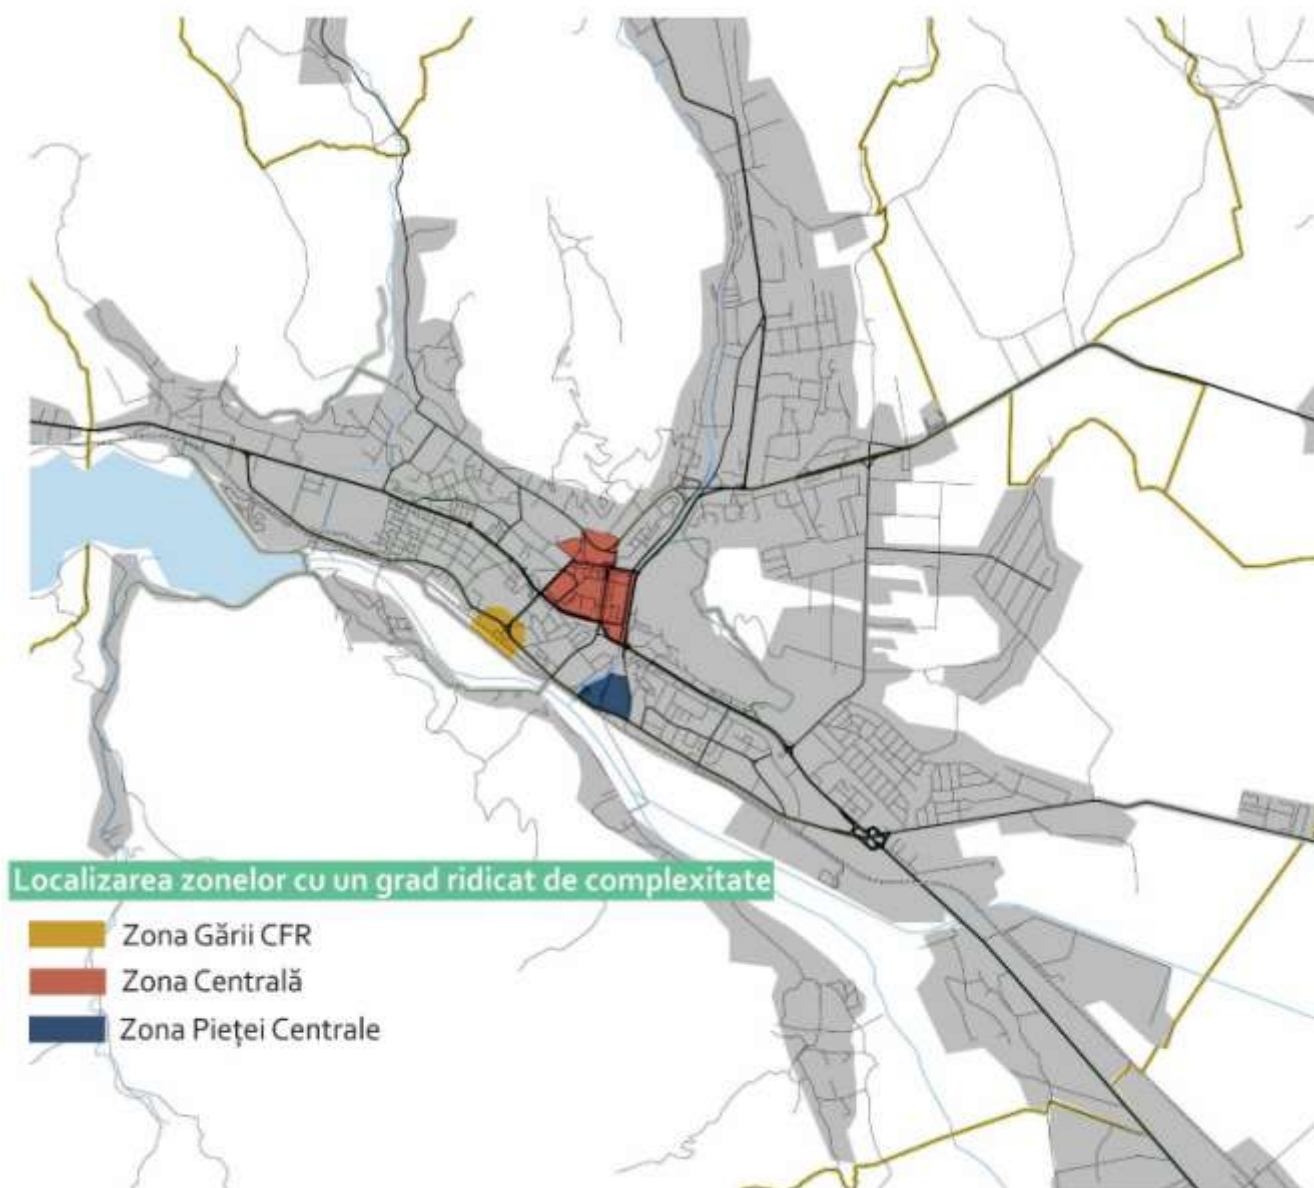 Localizarea zonelor cu un grad ridicat de complexitate
Zona Gării CFR
Zona Centrală
Zona Pieței Centrale